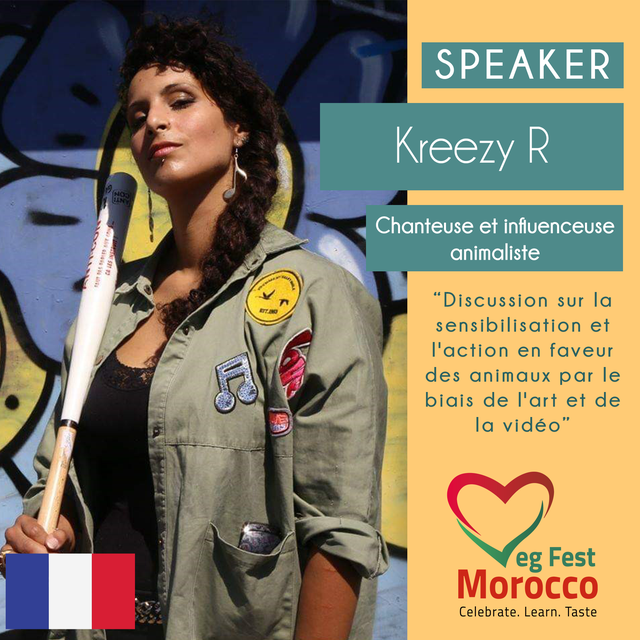 SPEAKER
Kreezy R
Chanteuse et influenceuse
animaliste
“Discussion sur la
sensibilisation et
l'action en faveur
des animaux par le
biais de l'art et de
la vidéo”
eg Fest
Morocco
Celebrate. Learn. Taste